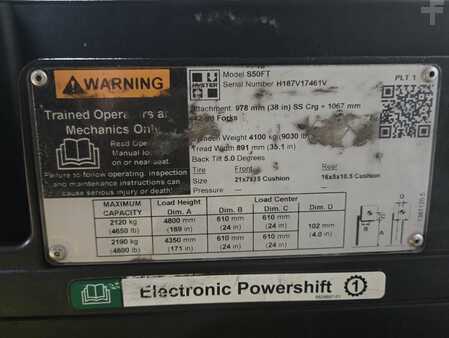 WARNING
Trained Operators and
Mechanics Only
Read Operator
Manual located
on or near seat.
Failure to follow operating, inspection
and maintenance instructions can
cause serious injury or death.
HYSTER
Model S50FT
Serial Number H187V17461V
PLT 1
Attachment: 978 mm (38 in) SS Crg + 1067 mm
Forks
Weight 4100 kg (9030 lb)
Tread Width 891 mm (35.1 in)
Back Tilt 5.0 Degrees
Tire Front Rear
Size Cushion 16x5x10.5 Cushion
Pressure — —
MAXIMUM CAPACITY Load Height Dim. A Load Center Dim. B Dim. C Dim. D
2120 kg (4650 lb) 4800 mm (189 in) 610 mm (24 in) 610 mm (24 in) 102 mm (4.0 in)
2190 kg (4800 lb) 4350 mm (171 in) 610 mm (24 in) 610 mm (24 in)
Electronic Powershift 1